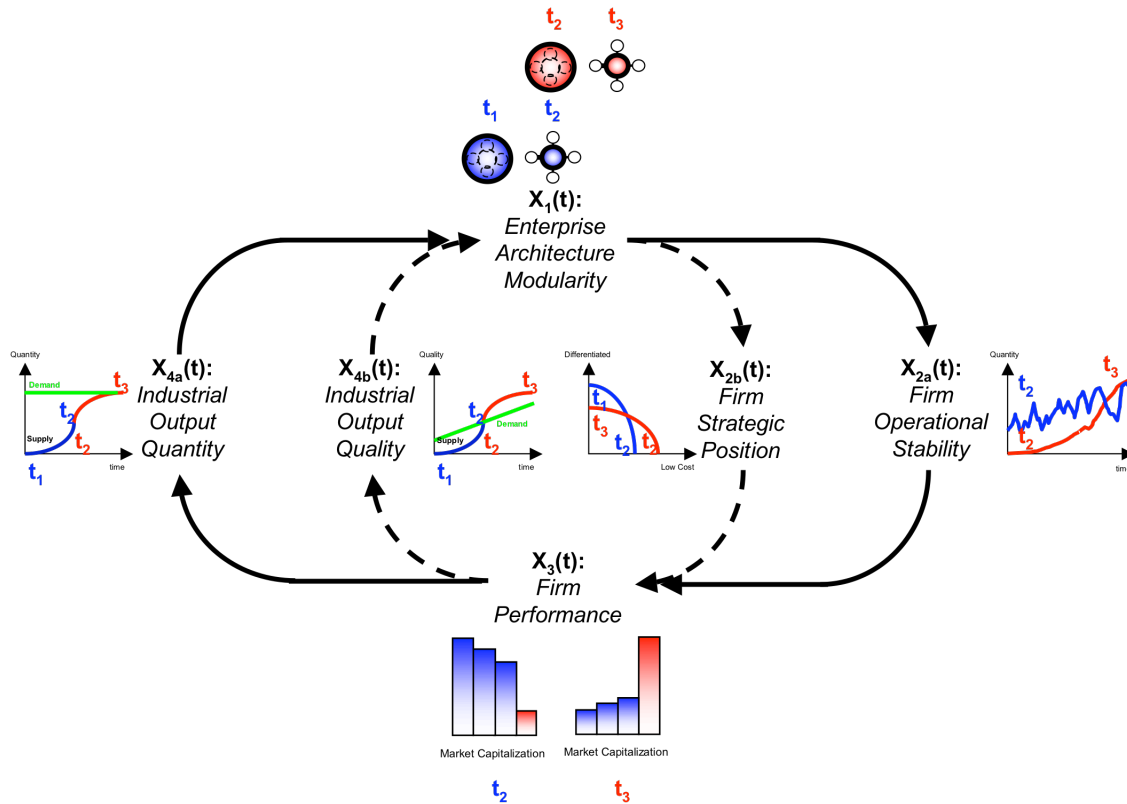 t2 t3
t1 t2
X1(t):
Enterprise
Architecture
Modularity
Quantity
Demand
t3
t2
Supply
t2
t1
time
X4a(t):
Industrial
Output
Quantity
X4b(t):
Industrial
Output
Quality
Quality
t3
t2
Demand
Supply
t2
t1
time
Differentiated
t1
t3
t2
t2
Low Cost
X2b(t):
Firm
Strategic
Position
X2a(t):
Firm
Operational
Stability
Quantity
t3
t2
t2
time
X3(t):
Firm
Performance
Market Capitalization Market Capitalization
t2 t3